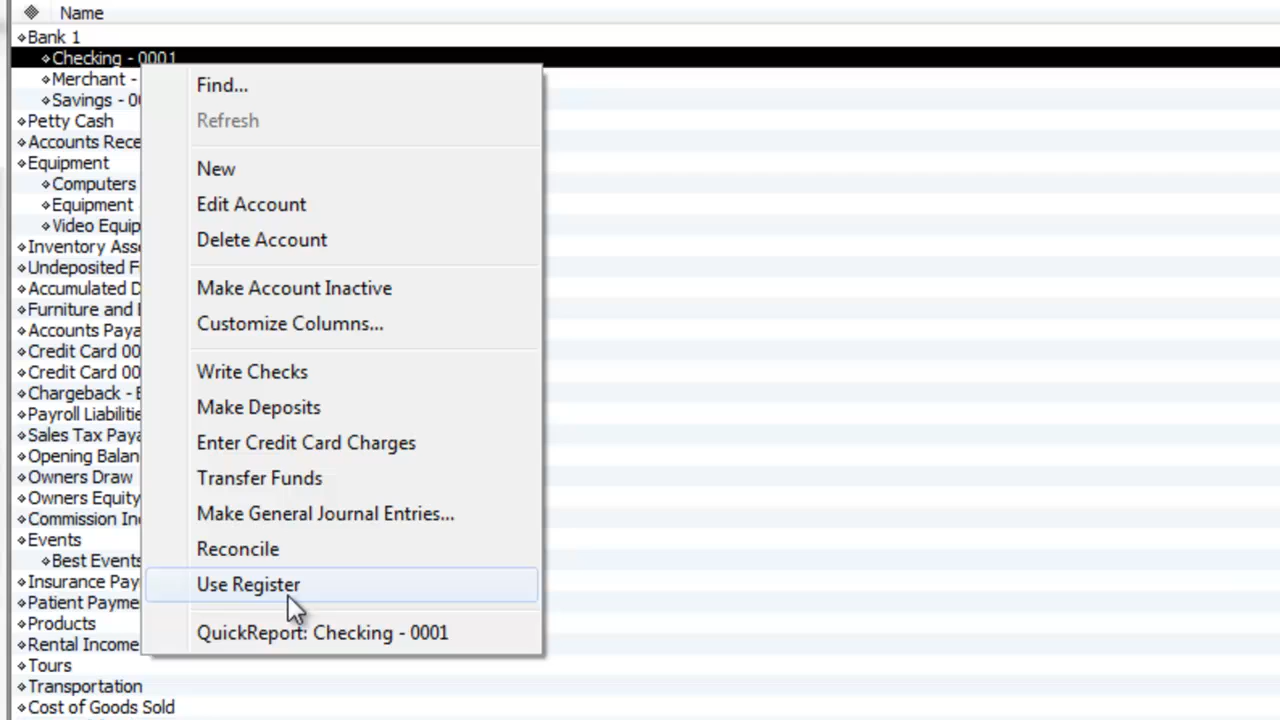 Name
Bank 1
Checking - 0001
Merchant -
Savings - 00
Petty Cash
Accounts Rece
Equipment
Computers
Equipment
Video Equip
Inventory Asse
Undeposited F
Accumulated D
Furniture and
Accounts Paya
Credit Card 00
Credit Card 00
Chargeback -
Payroll Liabilitie
Sales Tax Paya
Opening Balan
Owners Draw
Owners Equity
Commission In
Events
Best Events
Insurance Pay
Patient Payme
Products
Rental Income
Tours
Transportation
Cost of Goods Sold
Find...
Refresh
New
Edit Account
Delete Account
Make Account Inactive
Customize Columns...
Write Checks
Make Deposits
Enter Credit Card Charges
Transfer Funds
Make General Journal Entries...
Reconcile
Use Register
QuickReport: Checking - 0001